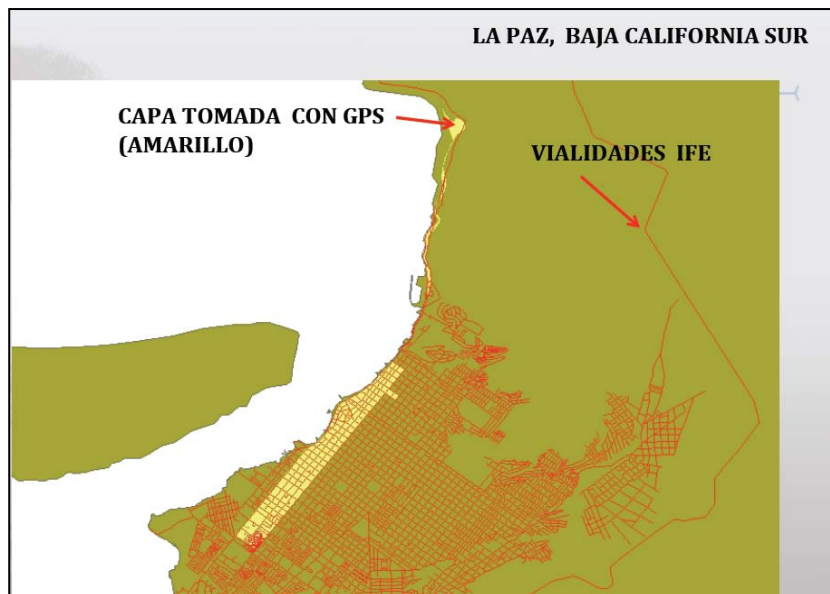 LA PAZ, BAJA CALIFORNIA SUR
CAPA TOMADA CON GPS
(AMARILLO)
VIALIDADES IFE